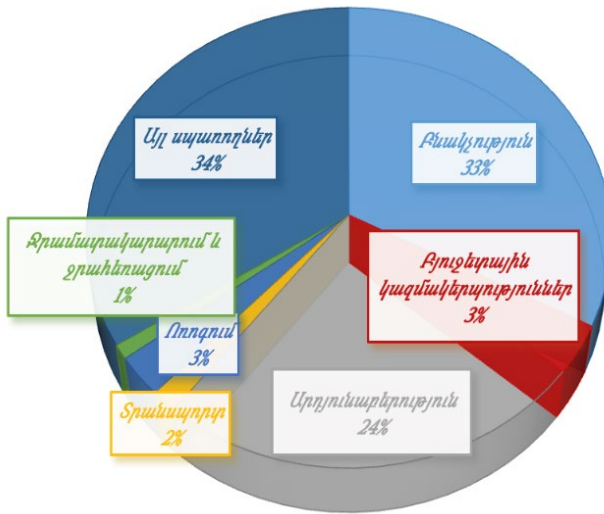 Այլ սպառողներ
34%
Բնակչություն
33%
Ջրամատակարարում և
ջրահեռացում
1%
Բյուջետային
կազմակերպություններ
3%
Ոռոգում
3%
Տրանսպորտ
2%
Արդյունաբերություն
24%